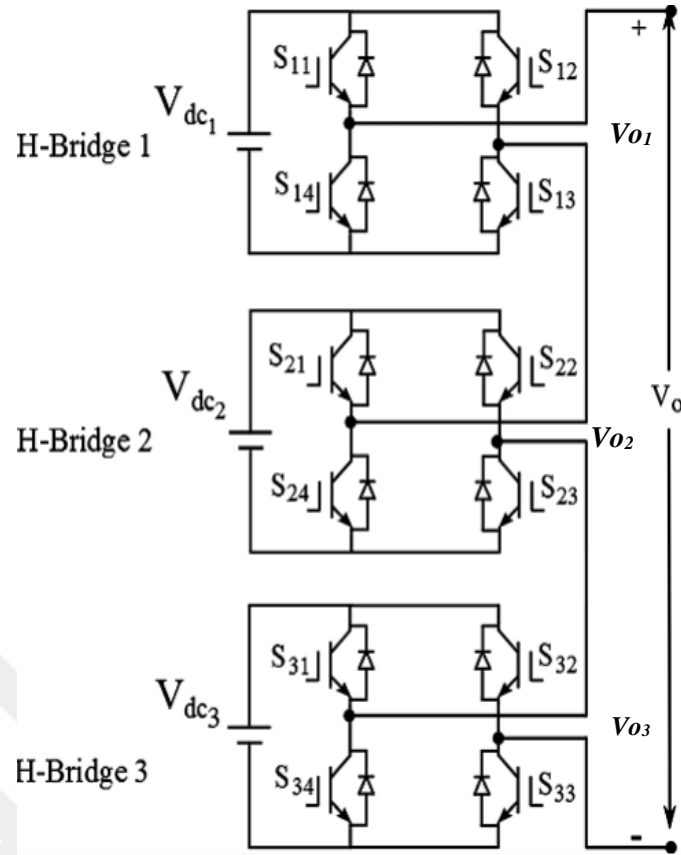 +
S11
S12
Vdc1
Vo1
H-Bridge 1
S14
S13
S21
S22
Vdc2
Vo
H-Bridge 2
Vo2
S24
S23
S31
S32
Vdc3
Vo3
H-Bridge 3
S34
S33
-